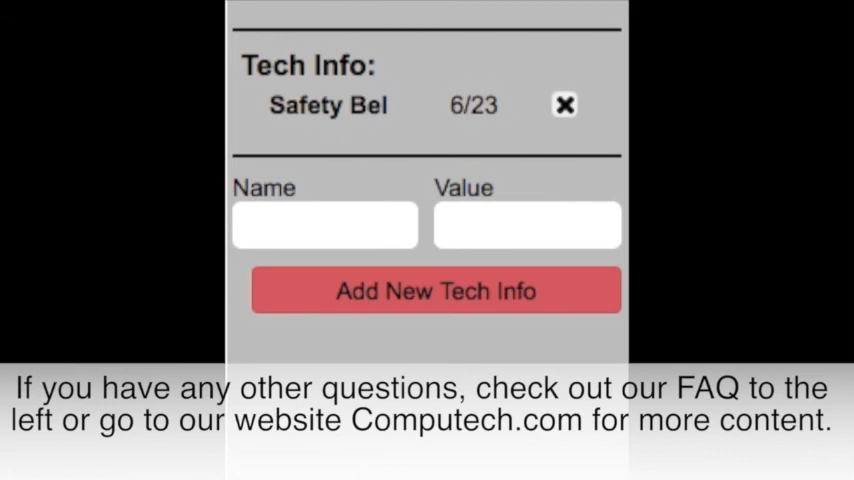 Tech Info:
Safety Bel 6/23 ✖
Name Value
Add New Tech Info
If you have any other questions, check out our FAQ to the
left or go to our website Computech.com for more content.